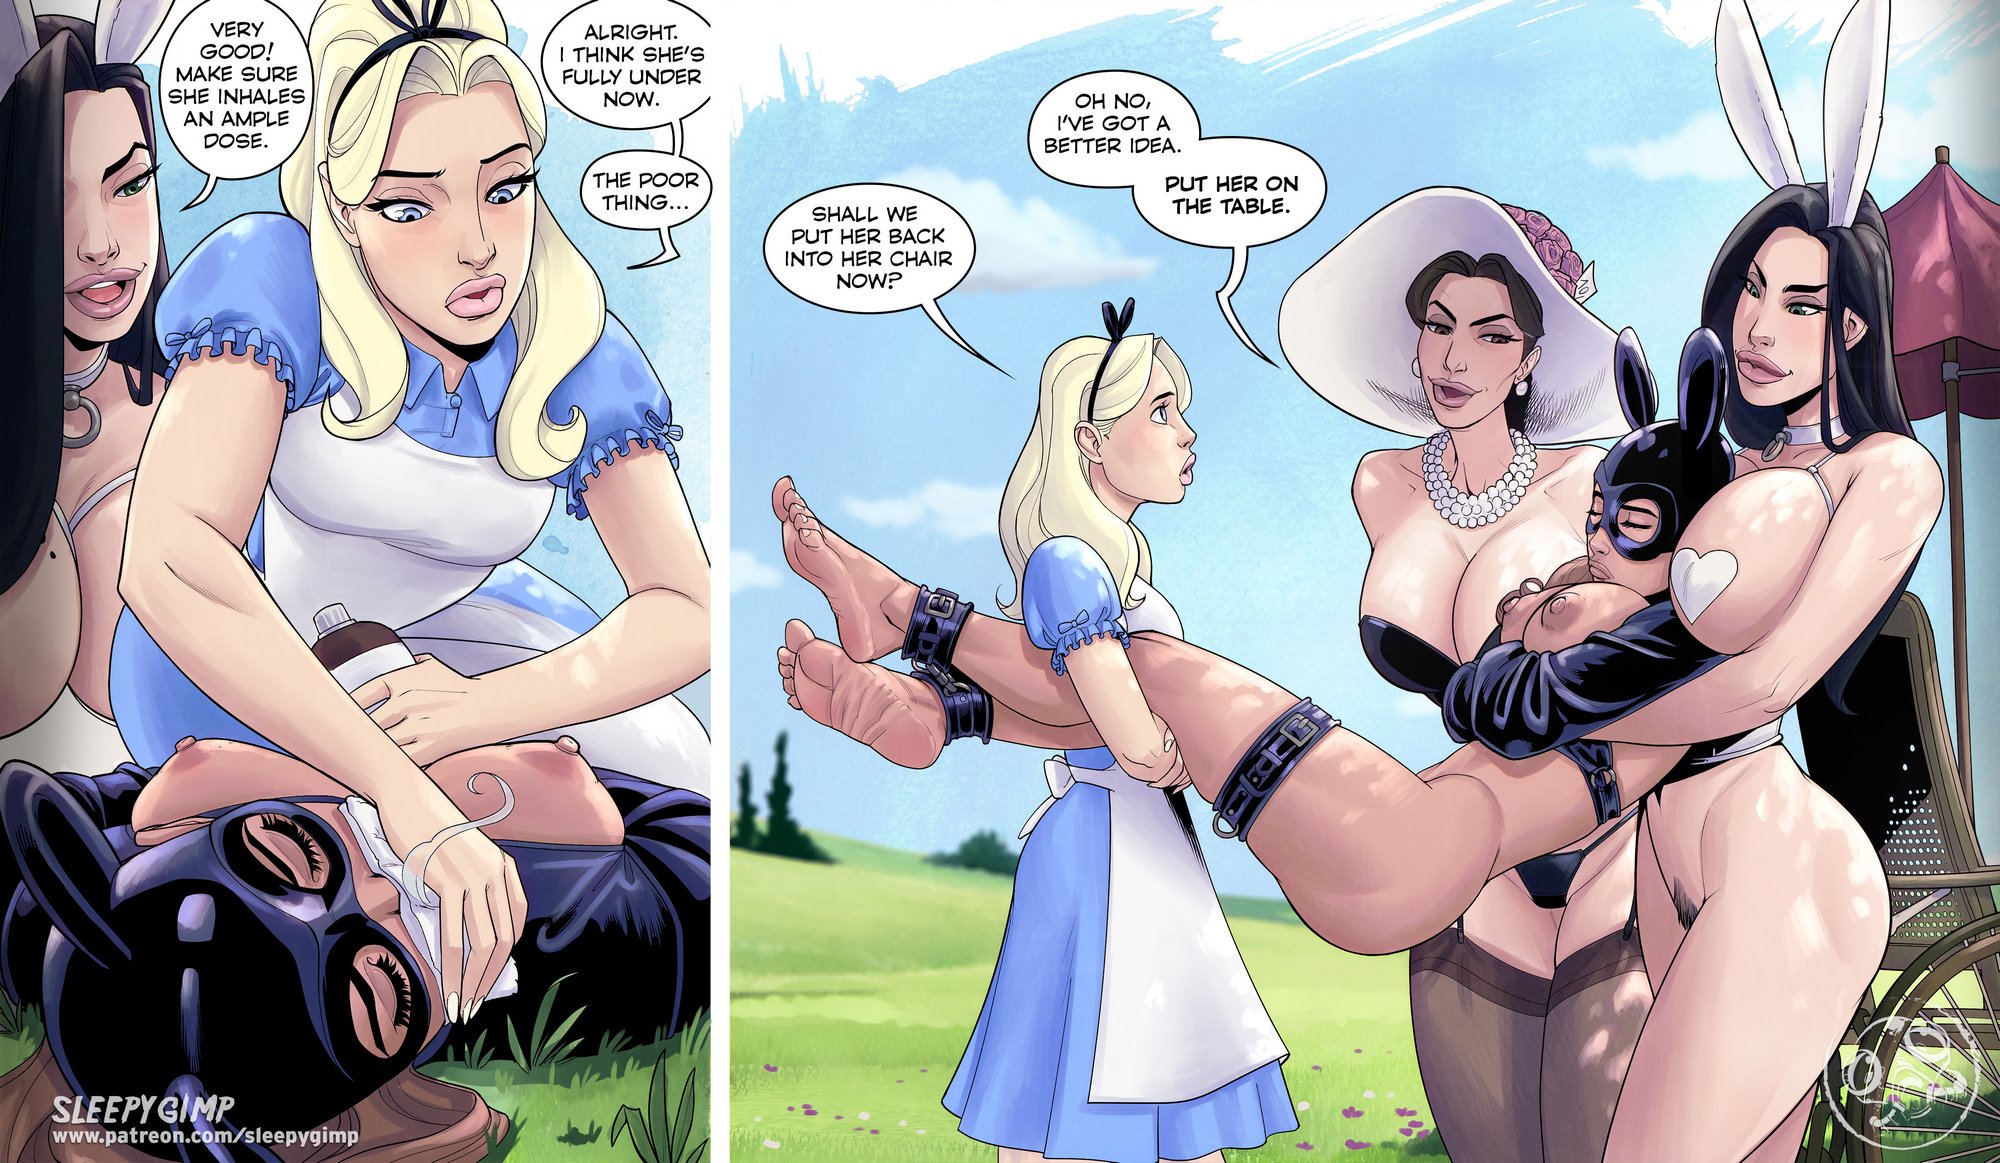 VERY
GOOD!
MAKE SURE
SHE INHALES
AN AMPLE
DOSE.
ALRIGHT.
I THINK SHE'S
FULLY UNDER
NOW.
THE POOR
THING...
SHALL WE
PUT HER BACK
INTO HER CHAIR
NOW?
OH NO,
I'VE GOT A
BETTER IDEA.
PUT HER ON
THE TABLE.
SLEEPYGIMP
www.patreon.com/sleepygimp